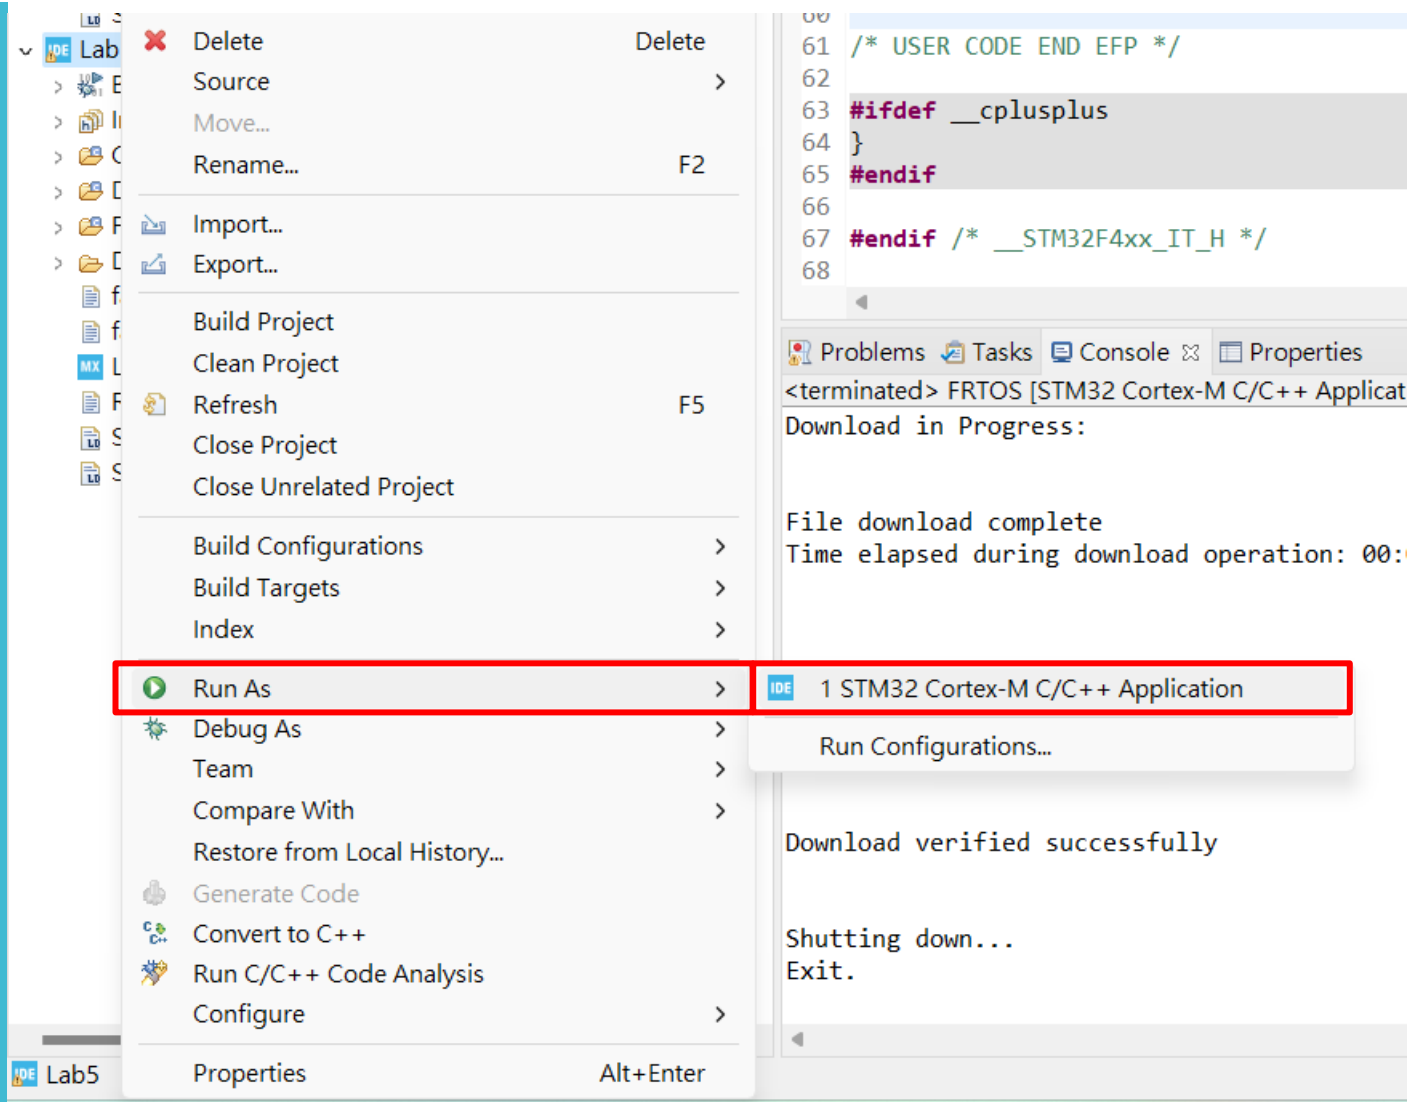 Lab
Delete Delete
Source
Move...
Rename... F2
Import...
Export...
Build Project
Clean Project
Refresh F5
Close Project
Close Unrelated Project
Build Configurations
Build Targets
Index
Run As
Debug As
Team
Compare With
Restore from Local History...
Generate Code
Convert to C++
Run C/C++ Code Analysis
Configure
Properties Alt+Enter
1 STM32 Cortex-M C/C++ Application
Run Configurations...
61 /* USER CODE END EFP */
62
63 #ifdef __cplusplus
64 }
65 #endif
66
67 #endif /* __STM32F4xx_IT_H */
68
Problems Tasks Console Properties
<terminated> FRTOS [STM32 Cortex-M C/C++ Applicat
Download in Progress:
File download complete
Time elapsed during download operation: 00:
Download verified successfully
Shutting down...
Exit.
IDE Lab5